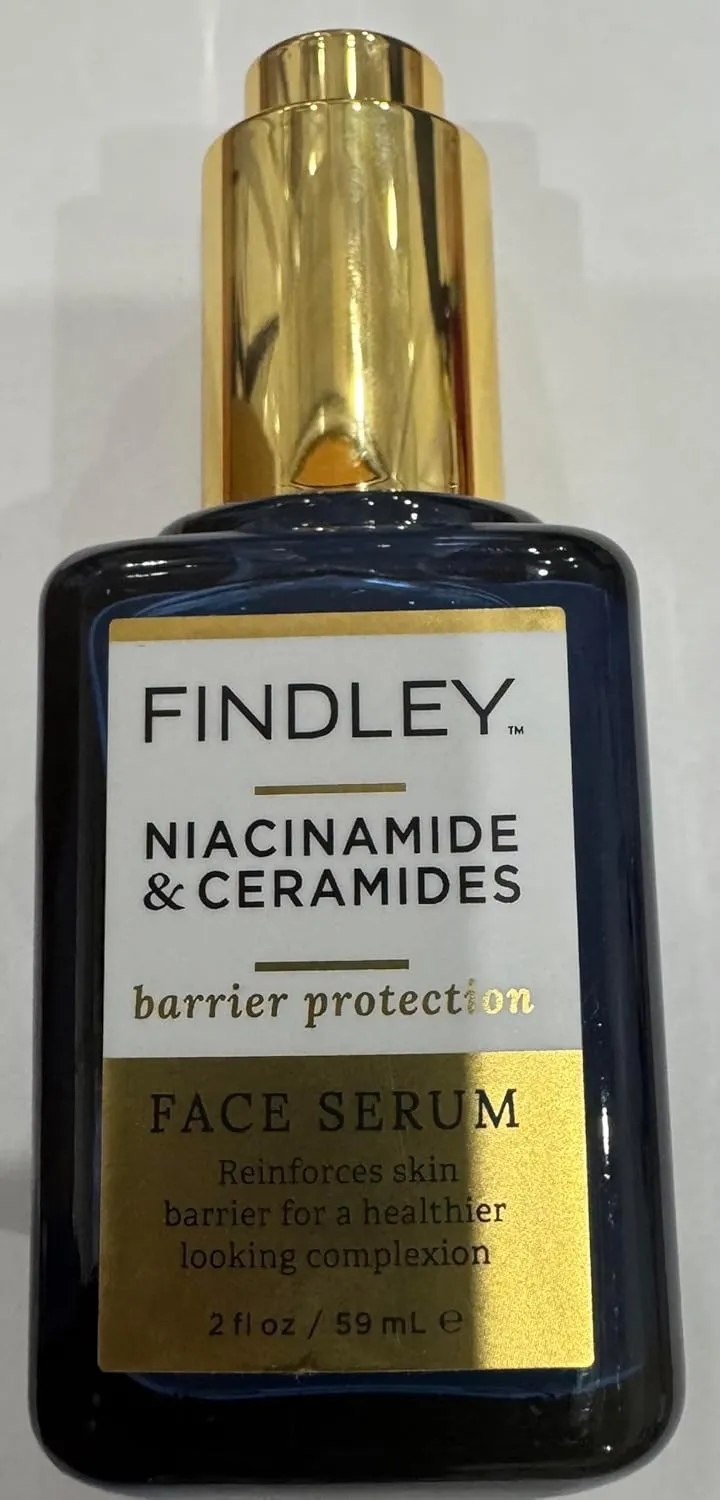 FINDLEY™
NIACINAMIDE
& CERAMIDES
barrier protection
FACE SERUM
Reinforces skin
barrier for a healthier
looking complexion
2 fl oz / 59 mL ℮